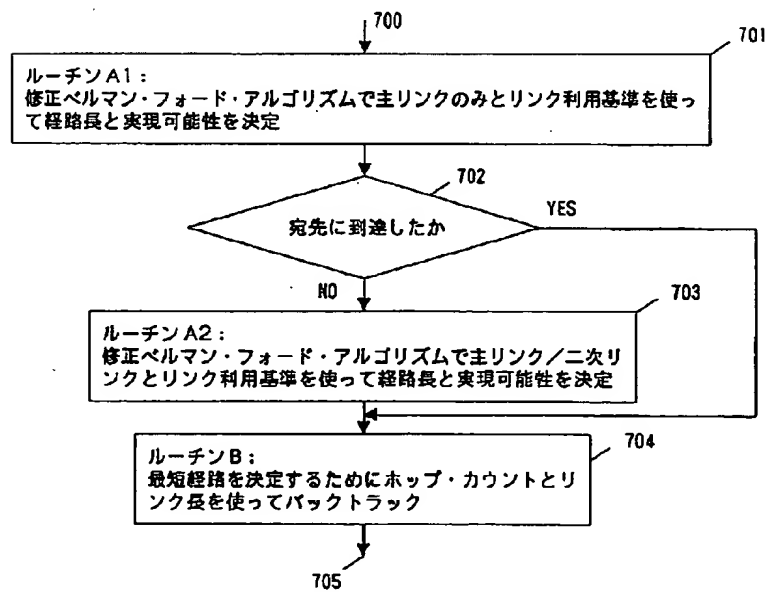 700
701
ルーチンA1：
修正ベルマン・フォード・アルゴリズムで主リンクのみとリンク利用基準を使っ
て経路長と実現可能性を決定
702
宛先に到達したか
YES
NO
703
ルーチンA2：
修正ベルマン・フォード・アルゴリズムで主リンク／二次リ
ンクとリンク利用基準を使って経路長と実現可能性を決定
704
ルーチンB：
最短経路を決定するためにホップ・カウントとリ
ンク長を使ってバックトラック
705